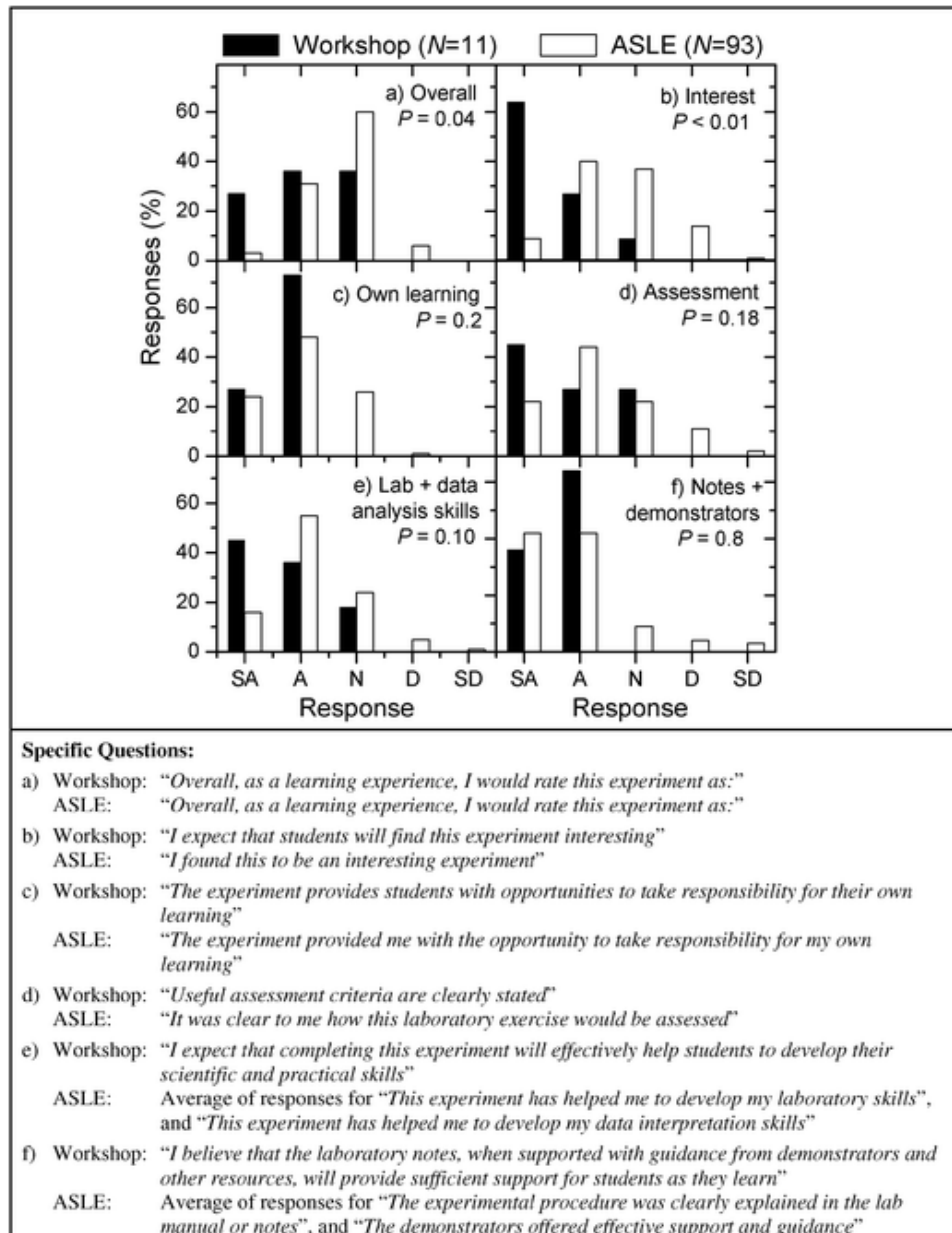 Workshop (N=11) ASLE (N=93)
a) Overall
P = 0.04
b) Interest
P < 0.01
60
40
20
0
c) Own learning
P = 0.2
d) Assessment
P = 0.18
60
40
20
0
e) Lab + data
analysis skills
P = 0.10
f) Notes +
demonstrators
P = 0.8
60
40
20
0
Responses (%)
SA A N D SD SA A N D SD
Response Response
Specific Questions:
a) Workshop: “Overall, as a learning experience, I would rate this experiment as:”
ASLE: “Overall, as a learning experience, I would rate this experiment as:”
b) Workshop: “I expect that students will find this experiment interesting”
ASLE: “I found this to be an interesting experiment”
c) Workshop: “The experiment provides students with opportunities to take responsibility for their own
learning”
ASLE: “The experiment provided me with the opportunity to take responsibility for my own
learning”
d) Workshop: “Useful assessment criteria are clearly stated”
ASLE: “It was clear to me how this laboratory exercise would be assessed”
e) Workshop: “I expect that completing this experiment will effectively help students to develop their
scientific and practical skills”
ASLE: Average of responses for “This experiment has helped me to develop my laboratory skills”,
and “This experiment has helped me to develop my data interpretation skills”
f) Workshop: “I believe that the laboratory notes, when supported with guidance from demonstrators and
other resources, will provide sufficient support for students as they learn”
ASLE: Average of responses for “The experimental procedure was clearly explained in the lab
manual or notes”, and “The demonstrators offered effective support and guidance”